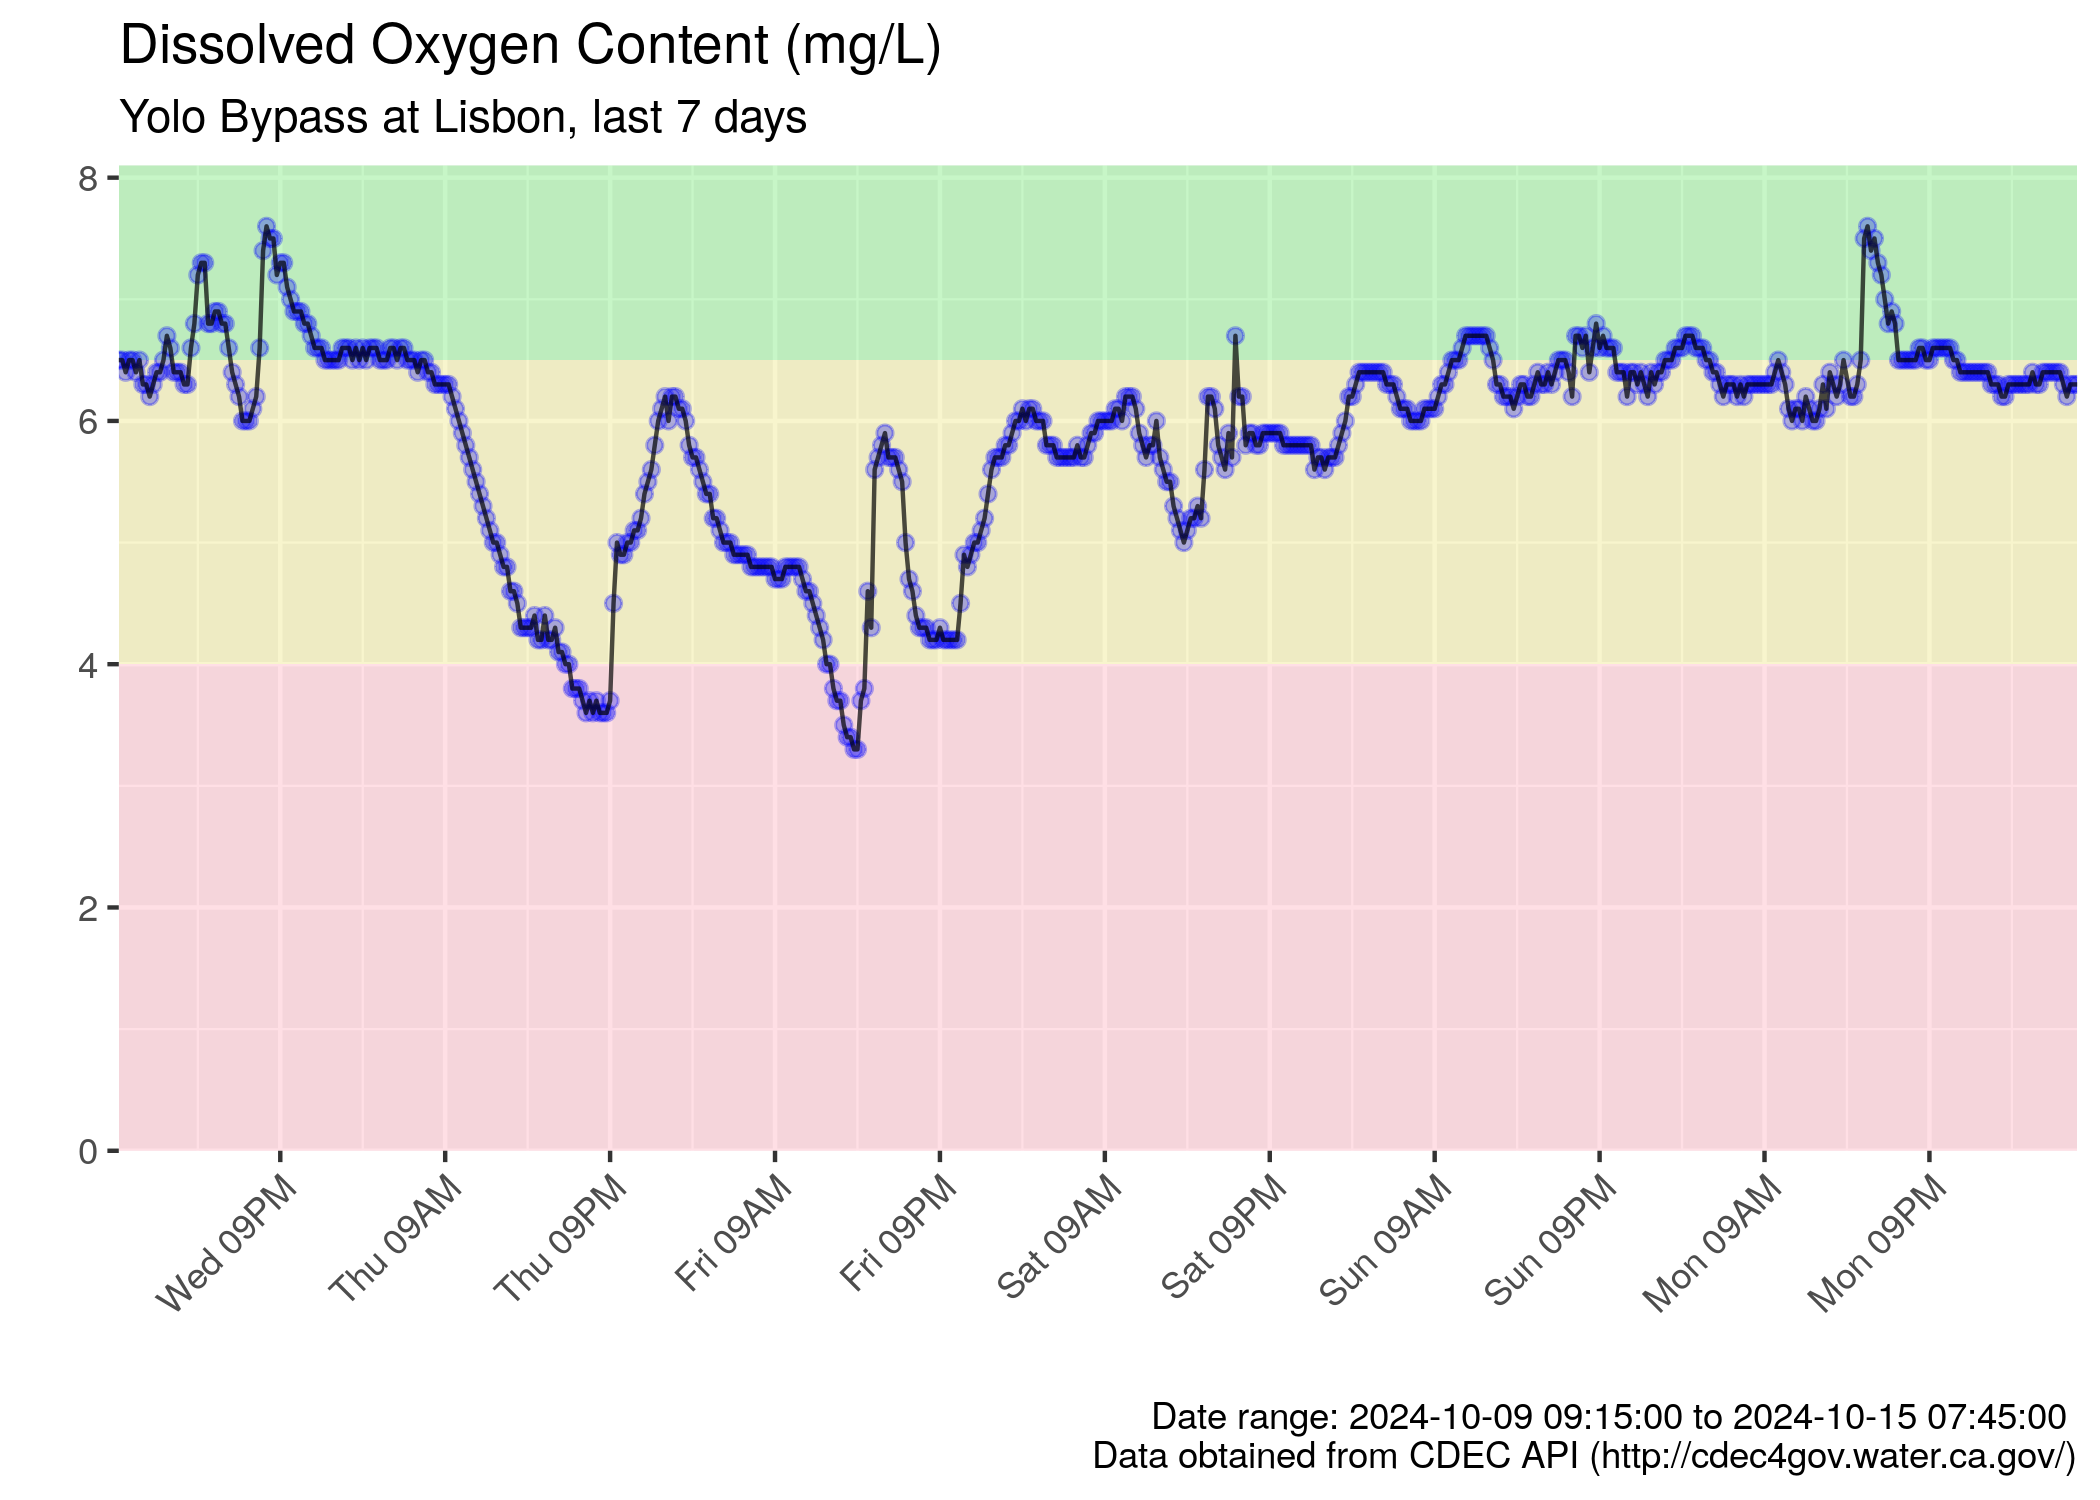 Dissolved Oxygen Content (mg/L)
Yolo Bypass at Lisbon, last 7 days
8
6
4
2
0
Wed 09PM
Thu 09AM
Thu 09PM
Fri 09AM
Fri 09PM
Sat 09AM
Sat 09PM
Sun 09AM
Sun 09PM
Mon 09AM
Mon 09PM
Date range: 2024-10-09 09:15:00 to 2024-10-15 07:45:00
Data obtained from CDEC API (http://cdec4gov.water.ca.gov/)